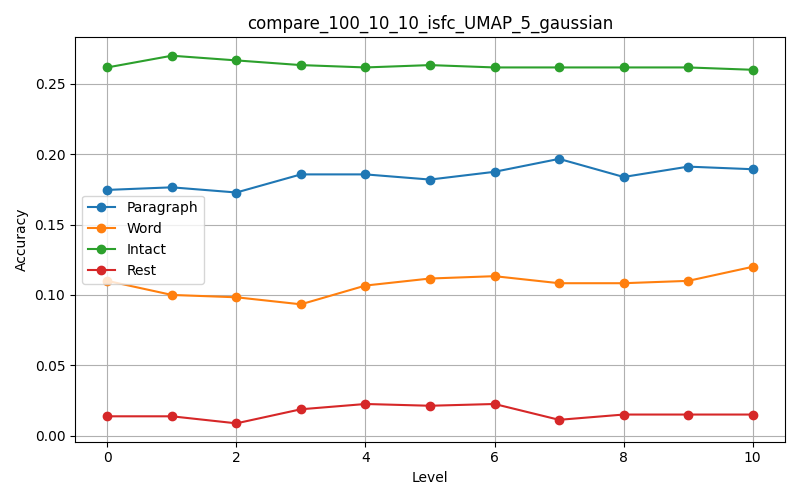 compare_100_10_10_isfc_UMAP_5_gaussian
Accuracy
0.25
0.20
0.15
0.10
0.05
0.00
Paragraph
Word
Intact
Rest
0 2 4 6 8 10
Level